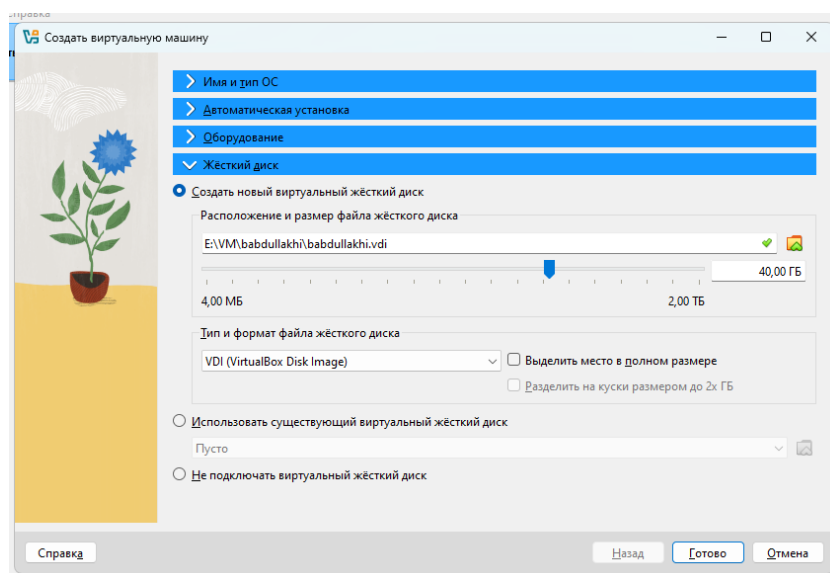 Справка
Создать виртуальную машину
Имя и тип ОС
Автоматическая установка
Оборудование
Жёсткий диск
Создать новый виртуальный жёсткий диск
Расположение и размер файла жёсткого диска
E:\VM\babdullakhi\babdullakhi.vdi
40,00 ГБ
4,00 МБ 2,00 ТБ
Тип и формат файла жёсткого диска
VDI (VirtualBox Disk Image) Выделить место в полном размере
Разделить на куски размером до 2х ГБ
Использовать существующий виртуальный жёсткий диск
Пусто
Не подключать виртуальный жёсткий диск
Справка Назад Готово Отмена